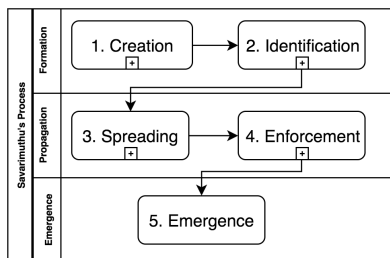 Savarimuthu's Process
Formation
1. Creation
+
2. Identification
+
Propagation
3. Spreading
+
4. Enforcement
+
Emergence
5. Emergence